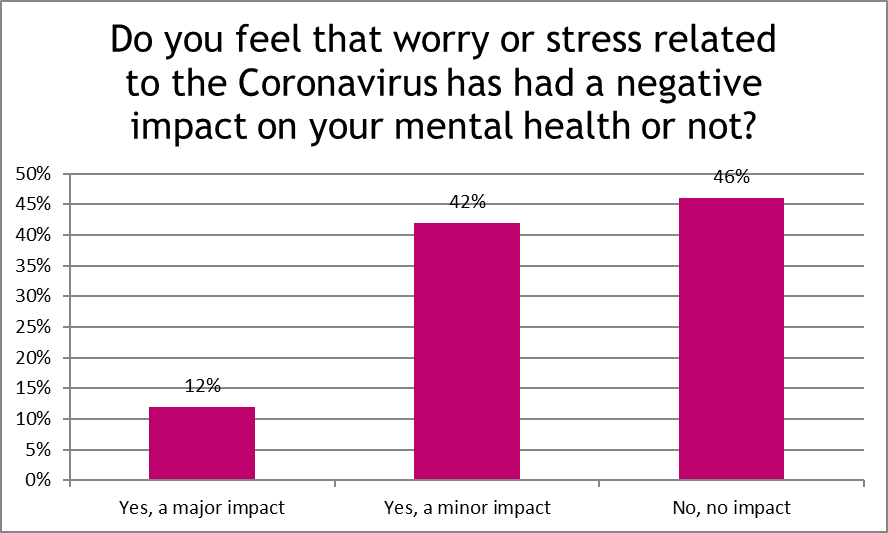 Do you feel that worry or stress related
to the Coronavirus has had a negative
impact on your mental health or not?
50%
45%
40%
35%
30%
25%
20%
15%
10%
5%
0%
12%
42%
46%
Yes, a major impact
Yes, a minor impact
No, no impact